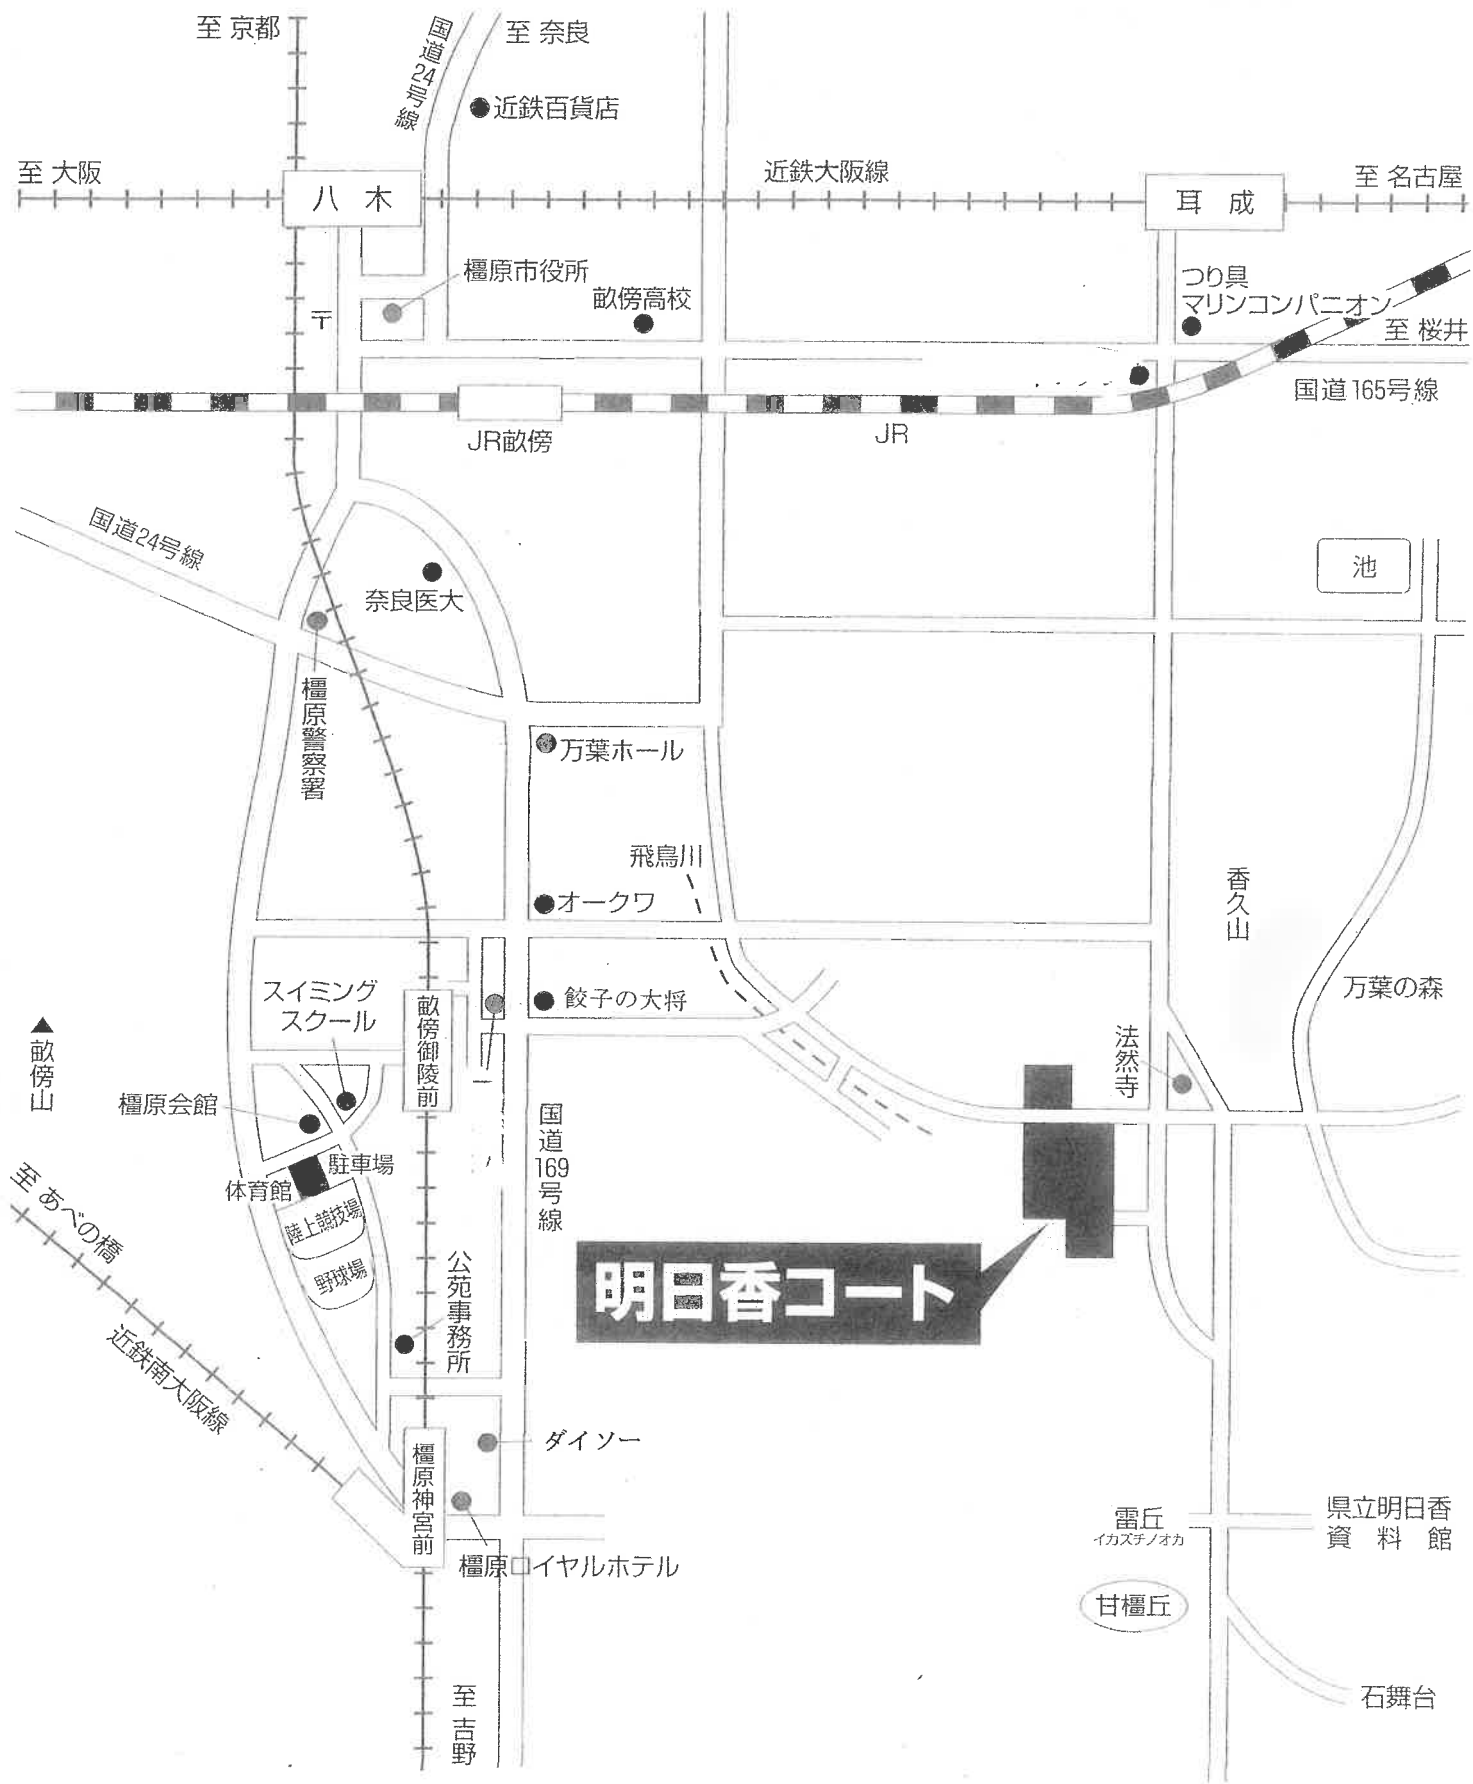 至 京都
国道24号線
至 奈良
近鉄百貨店
至 大阪
八木
近鉄大阪線
耳成
至 名古屋
橿原市役所
畝傍高校
〒
つり具
マリンコンパニオン
至 桜井
国道165号線
JR畝傍
JR
国道24号線
奈良医大
池
橿原警察署
万葉ホール
飛鳥川
オークワ
香久山
スイミング
スクール
畝傍御陵前
餃子の大将
万葉の森
▲畝傍山
法然寺
橿原会館
駐車場
体育館
国道169号線
陸上競技場
野球場
至 あべの橋
近鉄南大阪線
公苑事務所
明日香コート
ダイソー
橿原神宮前
橿原ロイヤルホテル
雷丘
イカズチノオカ
県立明日香
資料館
甘橿丘
石舞台
至 吉野